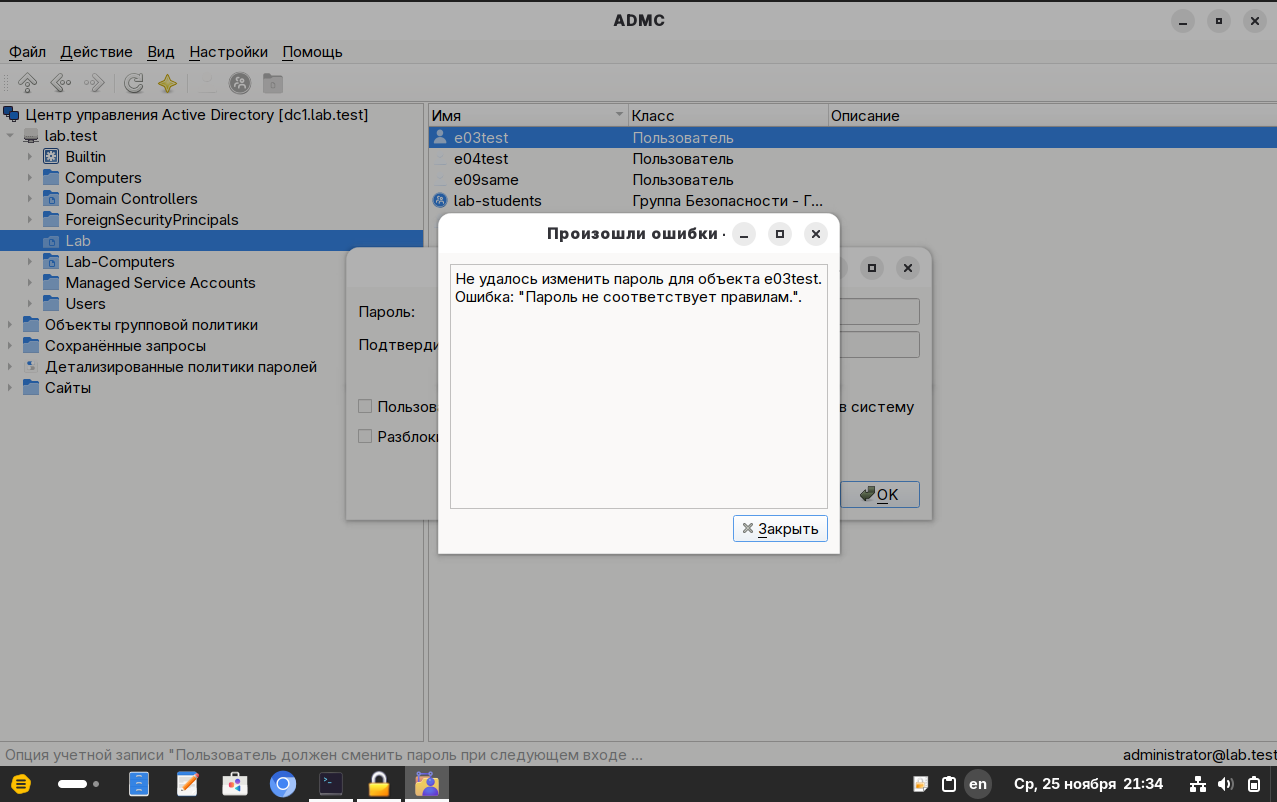 ADMC
Файл Действие Вид Настройки Помощь
Центр управления Active Directory [dc1.lab.test]
lab.test
Builtin
Computers
Domain Controllers
ForeignSecurityPrincipals
Lab
Lab-Computers
Managed Service Accounts
Users
Объекты групповой политики
Сохранённые запросы
Детализированные политики паролей
Сайты
Имя Класс Описание
e03test Пользователь
e04test Пользователь
e09same Пользователь
lab-students Группа Безопасности - Г...
Произошли ошибки ·
Не удалось изменить пароль для объекта e03test.
Ошибка: "Пароль не соответствует правилам.".
Закрыть
Пароль:
в систему
OK
Опция учетной записи "Пользователь должен сменить пароль при следующем входе ...
administrator@lab.test
en
Ср, 25 ноября 21:34